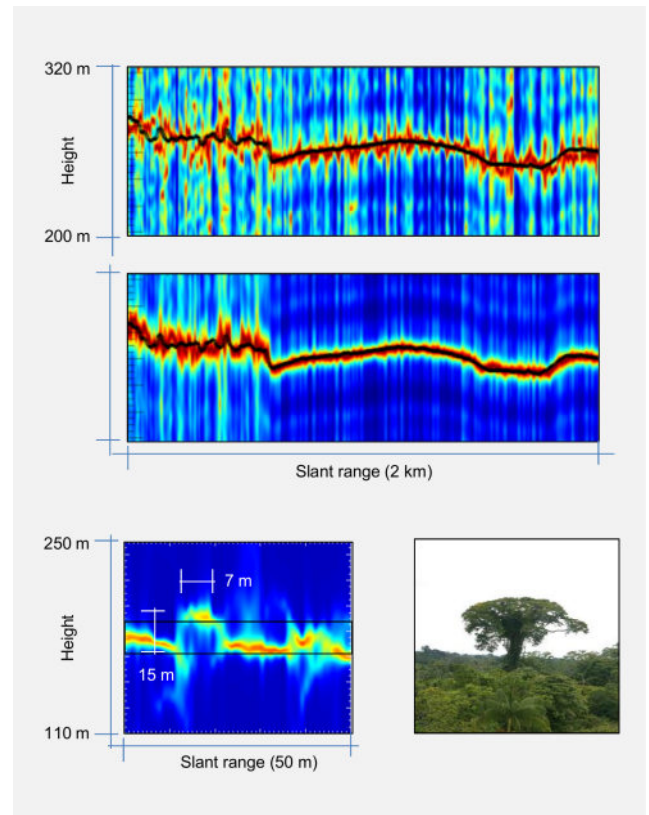 320 m
Height
200 m
Slant range (2 km)
250 m
7 m
Height
15 m
110 m
Slant range (50 m)